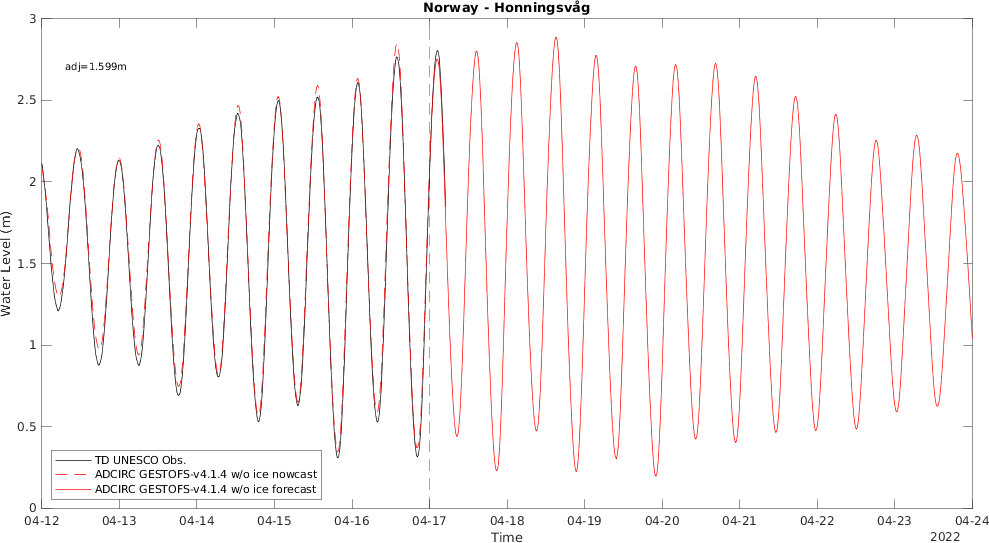 Norway - Honningsvåg
adj=1.599m
3
2.5
2
1.5
1
0.5
0
Water Level (m)
TD UNESCO Obs.
ADCIRC GESTOFS-v4.1.4 w/o ice nowcast
ADCIRC GESTOFS-v4.1.4 w/o ice forecast
04-12 04-13 04-14 04-15 04-16 04-17 04-18 04-19 04-20 04-21 04-22 04-23 04-24
Time
2022